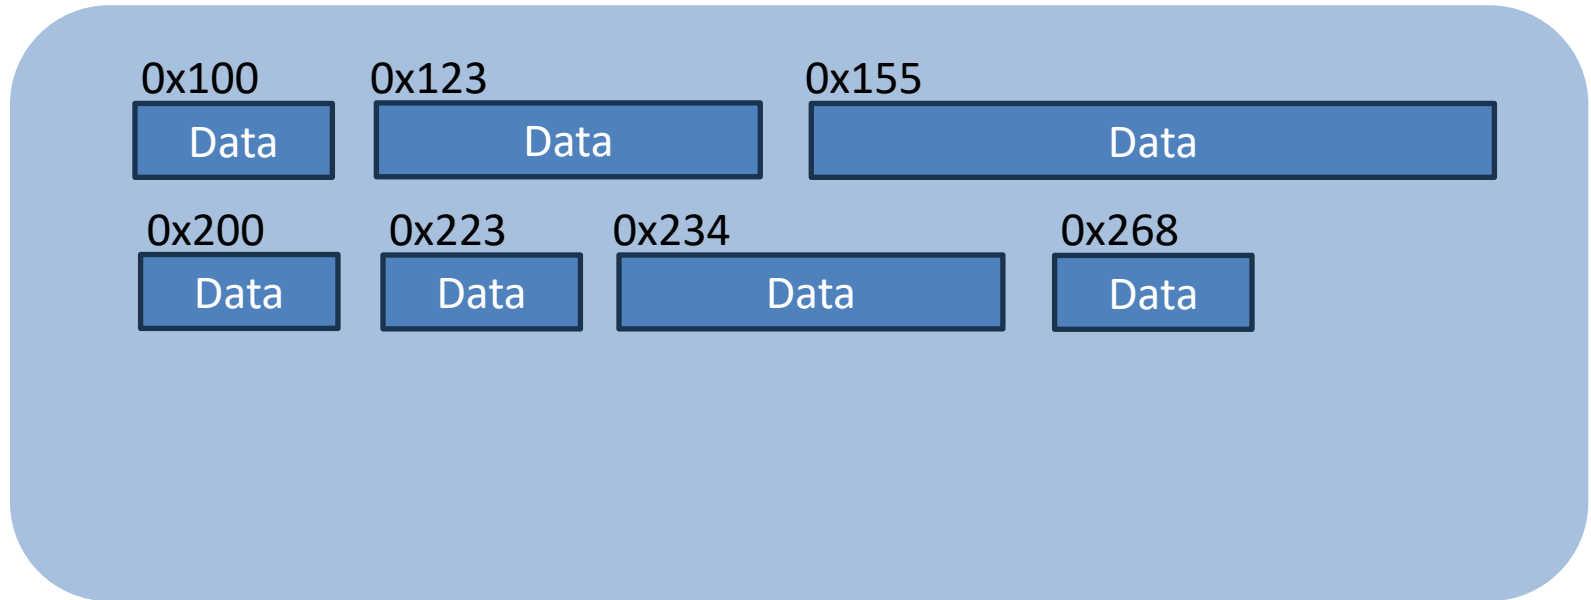 0x100 0x123 0x155
Data Data Data
0x200 0x223 0x234 0x268
Data Data Data Data